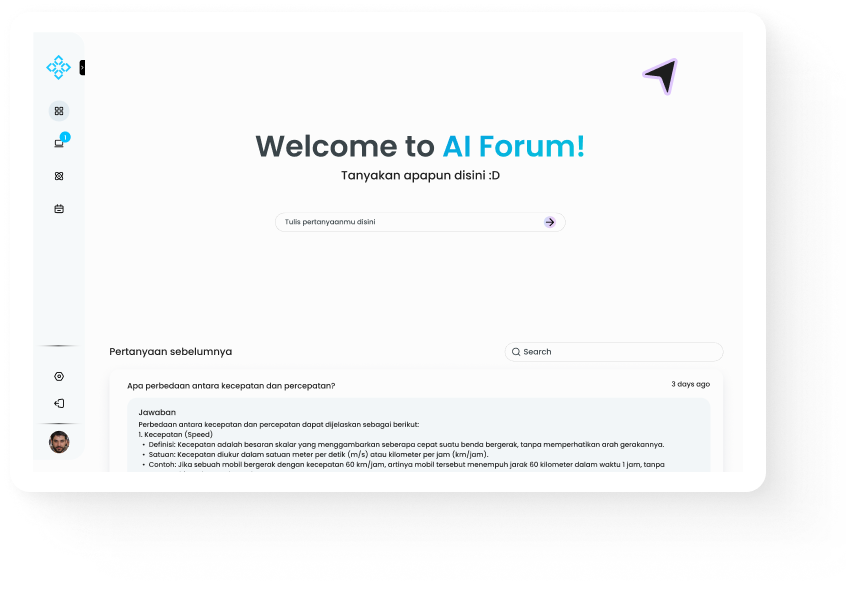 1
Welcome to AI Forum!
Tanyakan apapun disini :D
Tulis pertanyaanmu disini
Pertanyaan sebelumnya
Search
Apa perbedaan antara kecepatan dan percepatan?
3 days ago
Jawaban
Perbedaan antara kecepatan dan percepatan dapat dijelaskan sebagai berikut:
1. Kecepatan (Speed)
• Definisi: Kecepatan adalah besaran skalar yang menggambarkan seberapa cepat suatu benda bergerak, tanpa memperhatikan arah gerakannya.
• Satuan: Kecepatan diukur dalam satuan meter per detik (m/s) atau kilometer per jam (km/jam).
• Contoh: Jika sebuah mobil bergerak dengan kecepatan 60 km/jam, artinya mobil tersebut menempuh jarak 60 kilometer dalam waktu 1 jam, tanpa